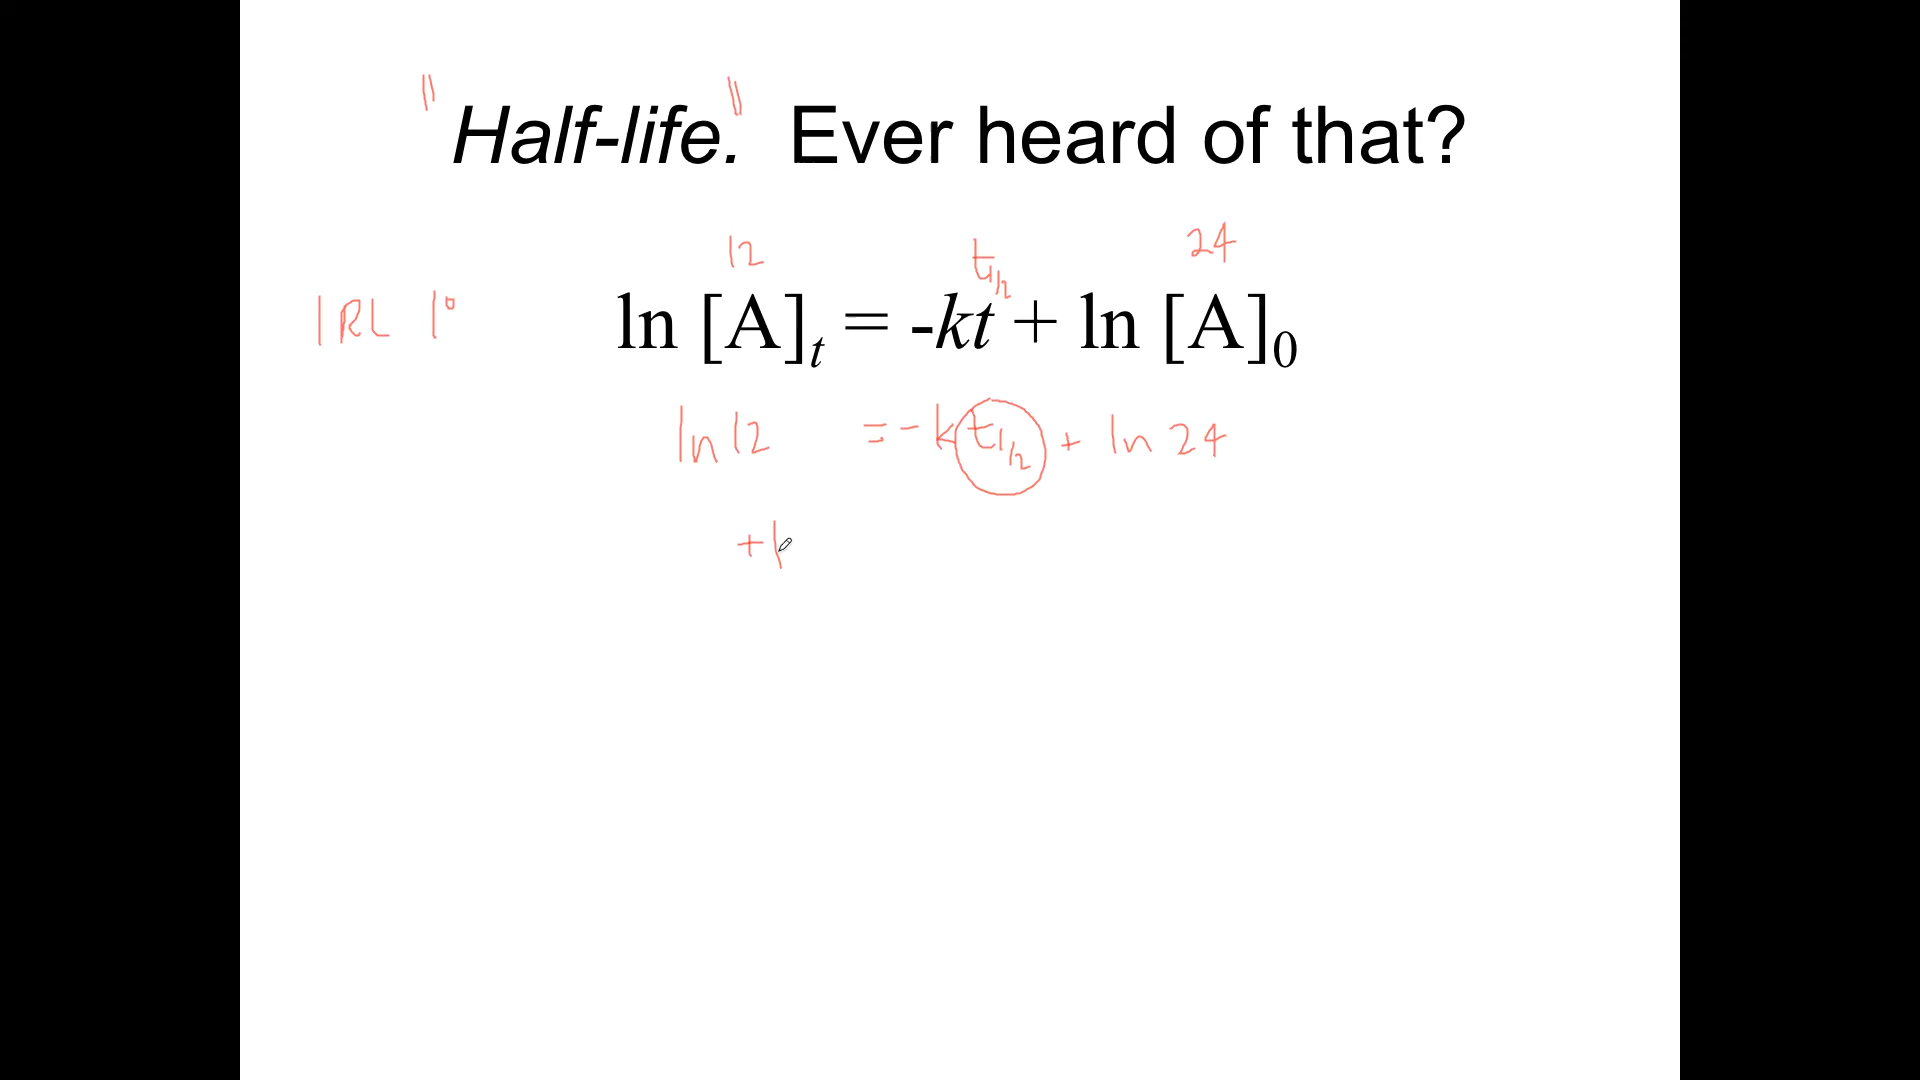 "Half-life." Ever heard of that?
12 t1/2 24
IRL 1°
ln [A]t = -kt + ln [A]0
ln 12 = - k t1/2 + ln 24
+